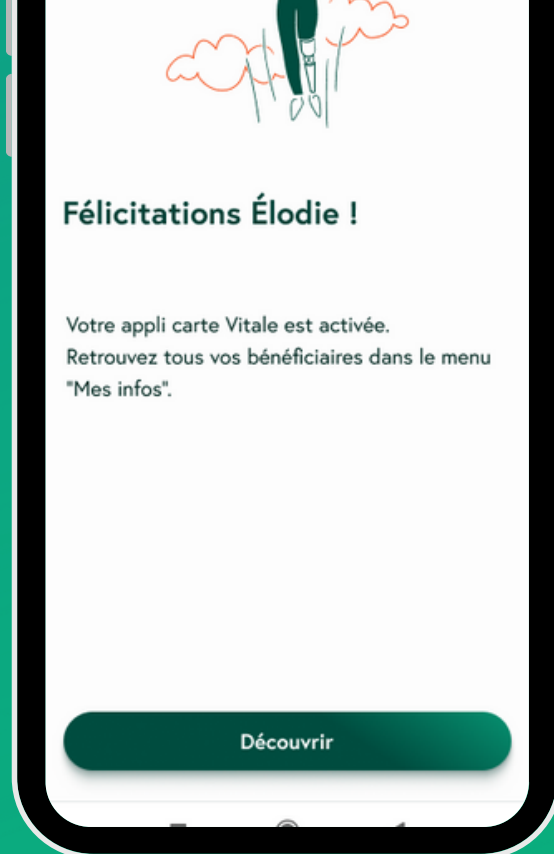 Félicitations Élodie !
Votre appli carte Vitale est activée.
Retrouvez tous vos bénéficiaires dans le menu
"Mes infos".
Découvrir